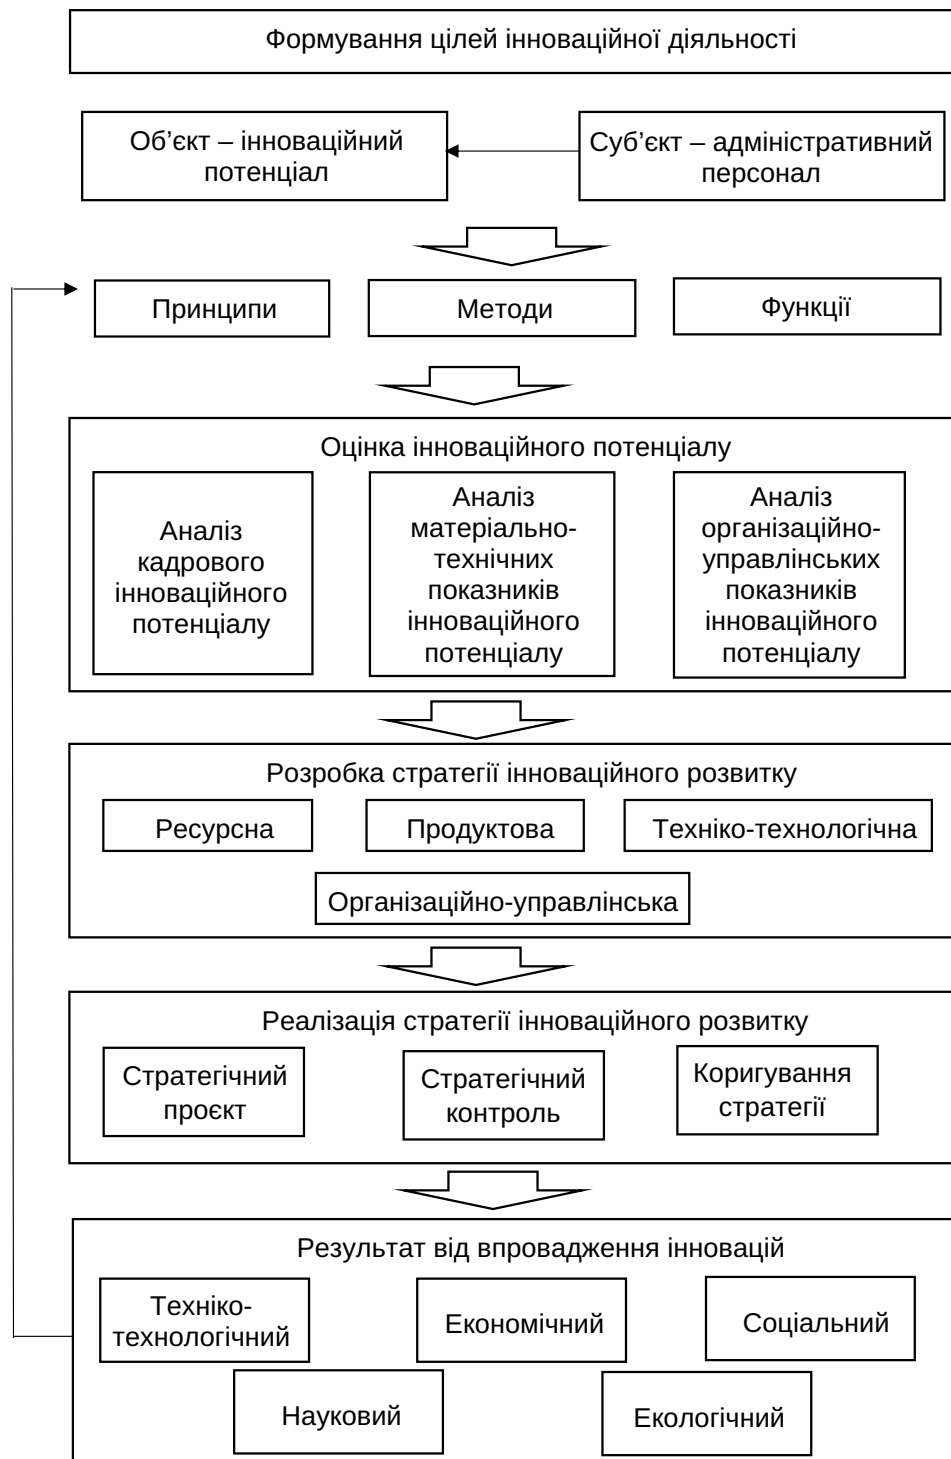 Формування цілей інноваційної діяльності
Об’єкт – інноваційний
потенціал
Суб’єкт – адміністративний
персонал
Принципи
Методи
Функції
Оцінка інноваційного потенціалу
Аналіз
кадрового
інноваційного
потенціалу
Аналіз
матеріально-
технічних
показників
інноваційного
потенціалу
Аналіз
організаційно-
управлінських
показників
інноваційного
потенціалу
Розробка стратегії інноваційного розвитку
Ресурсна
Продуктова
Техніко-технологічна
Організаційно-управлінська
Реалізація стратегії інноваційного розвитку
Стратегічний
проєкт
Стратегічний
контроль
Коригування
стратегії
Результат від впровадження інновацій
Техніко-
технологічний
Економічний
Соціальний
Науковий
Екологічний